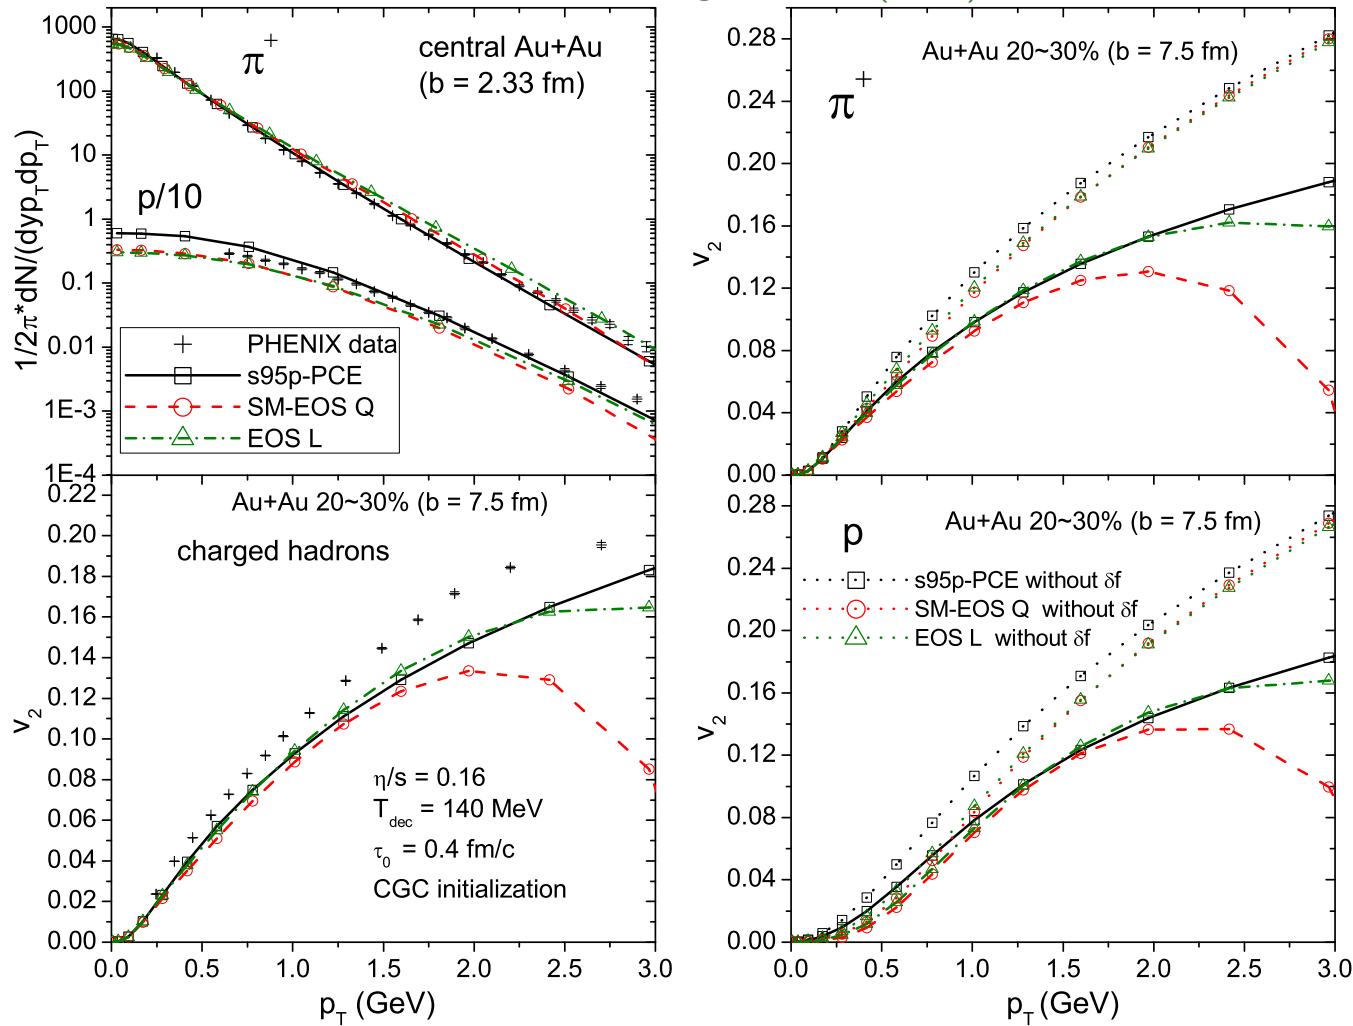 1/2π*dN/(dyp_T dp_T)
1000
100
10
1
0.1
0.01
1E-3
1E-4
π⁺
central Au+Au
(b = 2.33 fm)
p/10
PHENIX data
s95p-PCE
SM-EOS Q
EOS L
v_2
0.28
0.24
0.20
0.16
0.12
0.08
0.04
0.00
Au+Au 20~30% (b = 7.5 fm)
π⁺
v_2
0.22
0.20
0.18
0.16
0.14
0.12
0.10
0.08
0.06
0.04
0.02
0.00
Au+Au 20~30% (b = 7.5 fm)
charged hadrons
η/s = 0.16
T_dec = 140 MeV
τ_0 = 0.4 fm/c
CGC initialization
0.0 0.5 1.0 1.5 2.0 2.5 3.0
p_T (GeV)
v_2
0.28
0.24
0.20
0.16
0.12
0.08
0.04
0.00
p
Au+Au 20~30% (b = 7.5 fm)
s95p-PCE without δf
SM-EOS Q without δf
EOS L without δf
0.0 0.5 1.0 1.5 2.0 2.5 3.0
p_T (GeV)